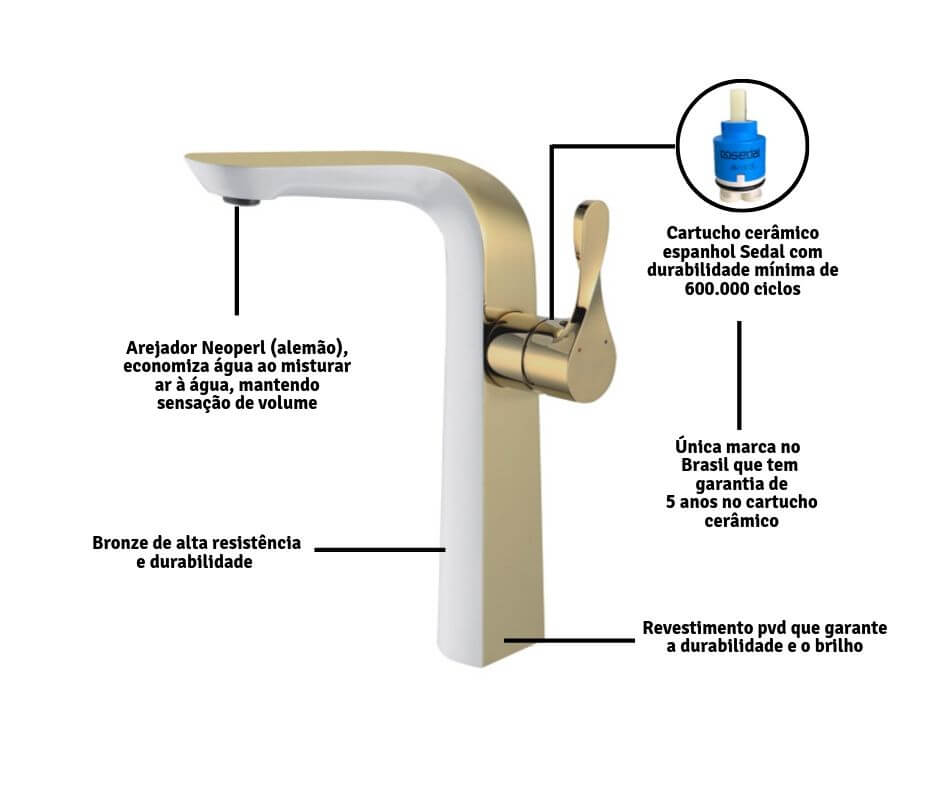 Cartucho cerâmico
espanhol Sedal com
durabilidade mínima de
600.000 ciclos
Arejador Neoperl (alemão),
economiza água ao misturar
ar à água, mantendo
sensação de volume
Única marca no
Brasil que tem
garantia de
5 anos no cartucho
cerâmico
Bronze de alta resistência
e durabilidade
Revestimento pvd que garante
a durabilidade e o brilho